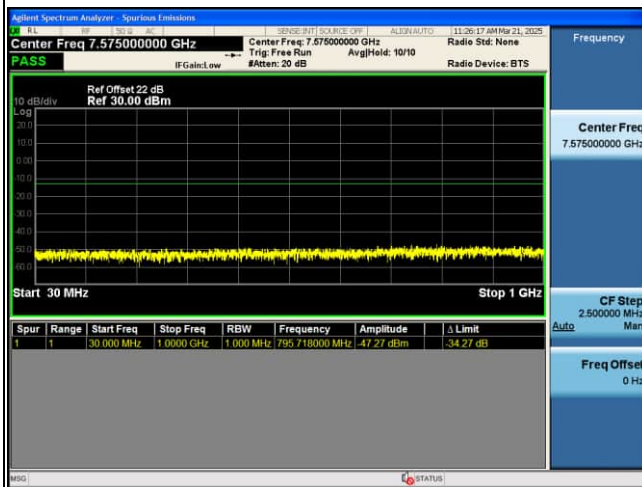 Agilent Spectrum Analyzer - Spurious Emissions
RL RF 50 Ω AC SENSE:INT SOURCE OFF ALIGN AUTO 11:26:17 AM Mar 21, 2025
Center Freq 7.575000000 GHz Center Freq: 7.575000000 GHz Radio Std: None
Trig: Free Run Avg|Hold: 10/10
PASS IFGain:Low #Atten: 20 dB Radio Device: BTS
Ref Offset 22 dB
10 dB/div Ref 30.00 dBm
Log
20.0
10.0
0.00
-10.0
-20.0
-30.0
-40.0
-50.0
-60.0
Start 30 MHz Stop 1 GHz
Spur Range Start Freq Stop Freq RBW Frequency Amplitude Δ Limit
1 1 30.000 MHz 1.0000 GHz 1.000 MHz 795.718000 MHz -47.27 dBm -34.27 dB
MSG STATUS
Frequency
Center Freq
7.575000000 GHz
CF Step
2.500000 MHz
Auto Man
Freq Offset
0 Hz